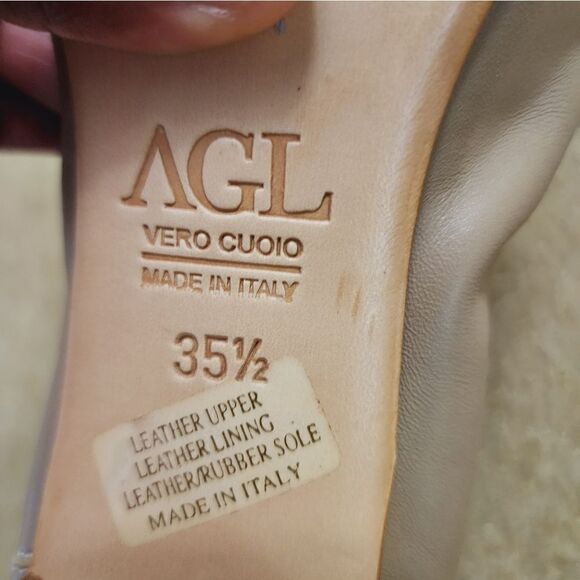 AGL
VERO CUOIO
MADE IN ITALY
35½
LEATHER UPPER
LEATHER LINING
LEATHER/RUBBER SOLE
MADE IN ITALY